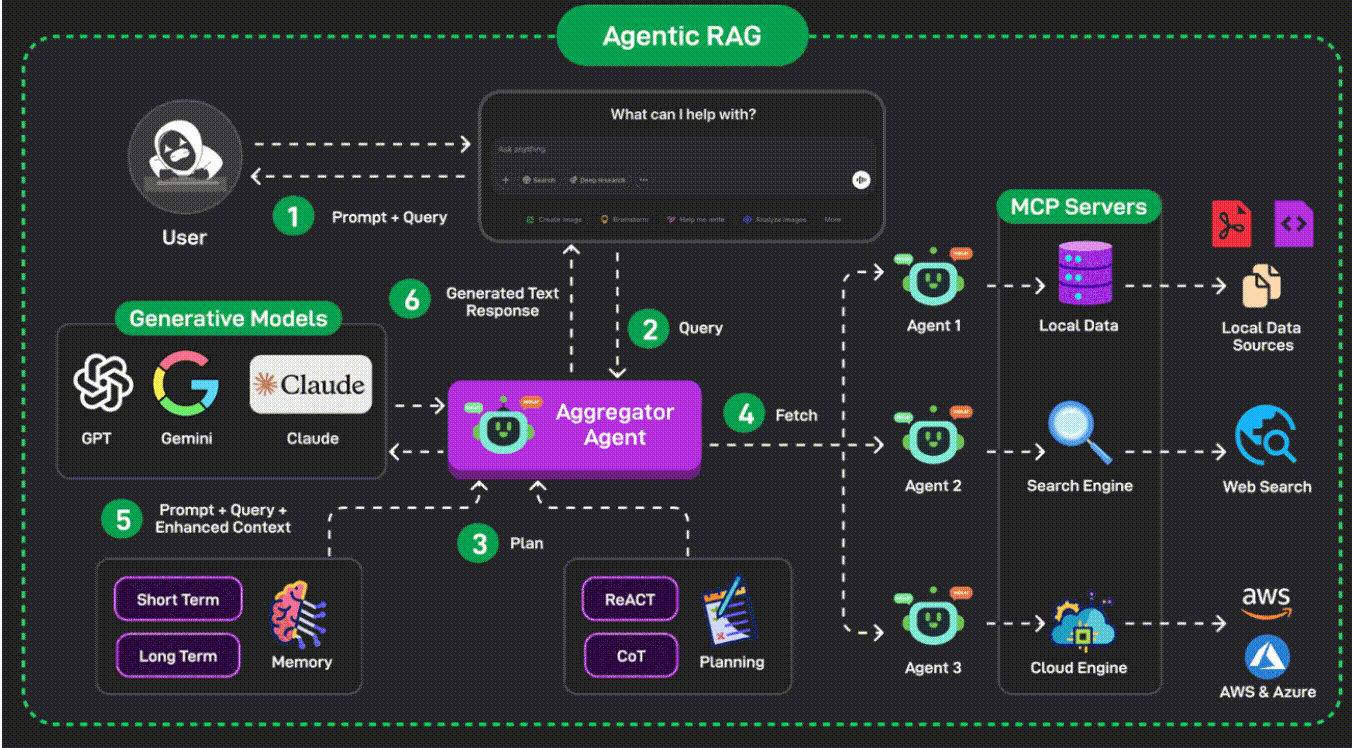 Agentic RAG
What can I help with?
Ask anything
Search
Deep research
Create image
Brainstorm
Help me write
Analyze images
More
1
Prompt + Query
User
MCP Servers
6
Generated Text
Response
2
Query
Generative Models
GPT
Gemini
Claude
Claude
Aggregator
Agent
4
Fetch
Agent 1
Local Data
Local Data
Sources
Agent 2
Search Engine
Web Search
5
Prompt + Query +
Enhanced Context
3
Plan
Short Term
Long Term
Memory
ReACT
CoT
Planning
Agent 3
Cloud Engine
aws
AWS & Azure